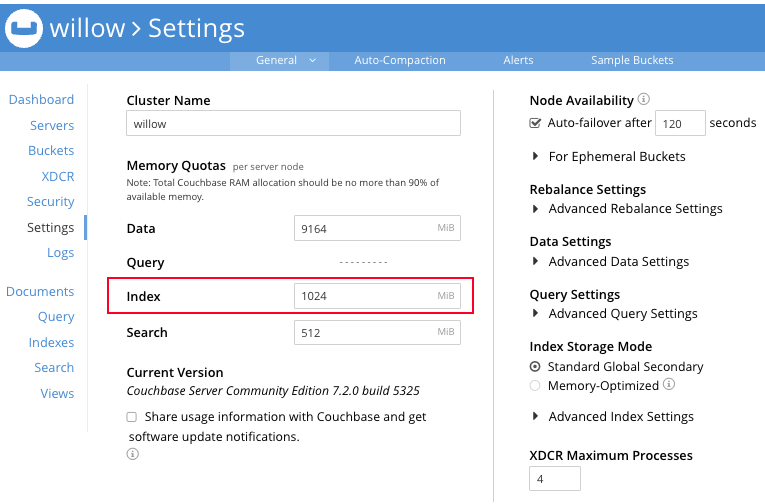 willow > Settings
General
Auto-Compaction
Alerts
Sample Buckets
Dashboard
Servers
Buckets
XDCR
Security
Settings
Logs
Documents
Query
Indexes
Search
Views
Cluster Name
willow
Memory Quotas per server node
Note: Total Couchbase RAM allocation should be no more than 90% of
available memoy.
Data 9164 MiB
Query ---------
Index 1024 MiB
Search 512 MiB
Current Version
Couchbase Server Community Edition 7.2.0 build 5325
Share usage information with Couchbase and get
software update notifications.
Node Availability
Auto-failover after 120 seconds
For Ephemeral Buckets
Rebalance Settings
Advanced Rebalance Settings
Data Settings
Advanced Data Settings
Query Settings
Advanced Query Settings
Index Storage Mode
Standard Global Secondary
Memory-Optimized
Advanced Index Settings
XDCR Maximum Processes
4